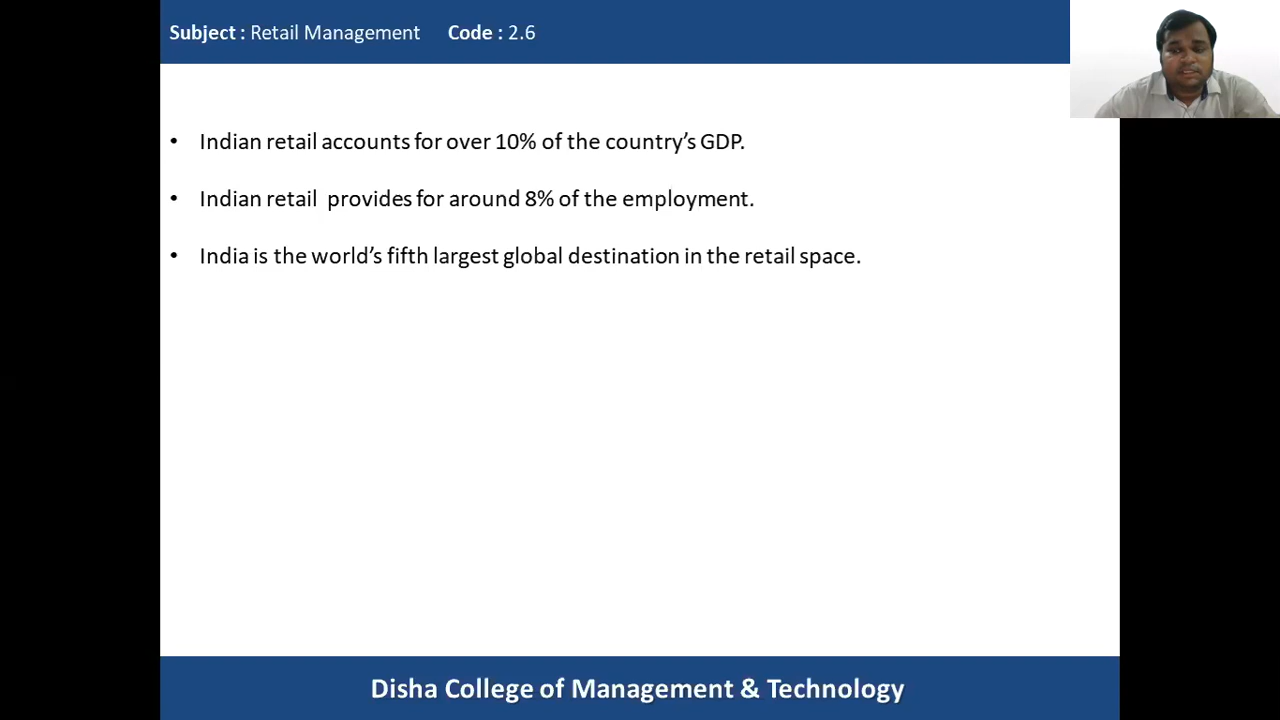 Subject : Retail Management Code : 2.6
• Indian retail accounts for over 10% of the country’s GDP.
• Indian retail provides for around 8% of the employment.
• India is the world’s fifth largest global destination in the retail space.
Disha College of Management & Technology